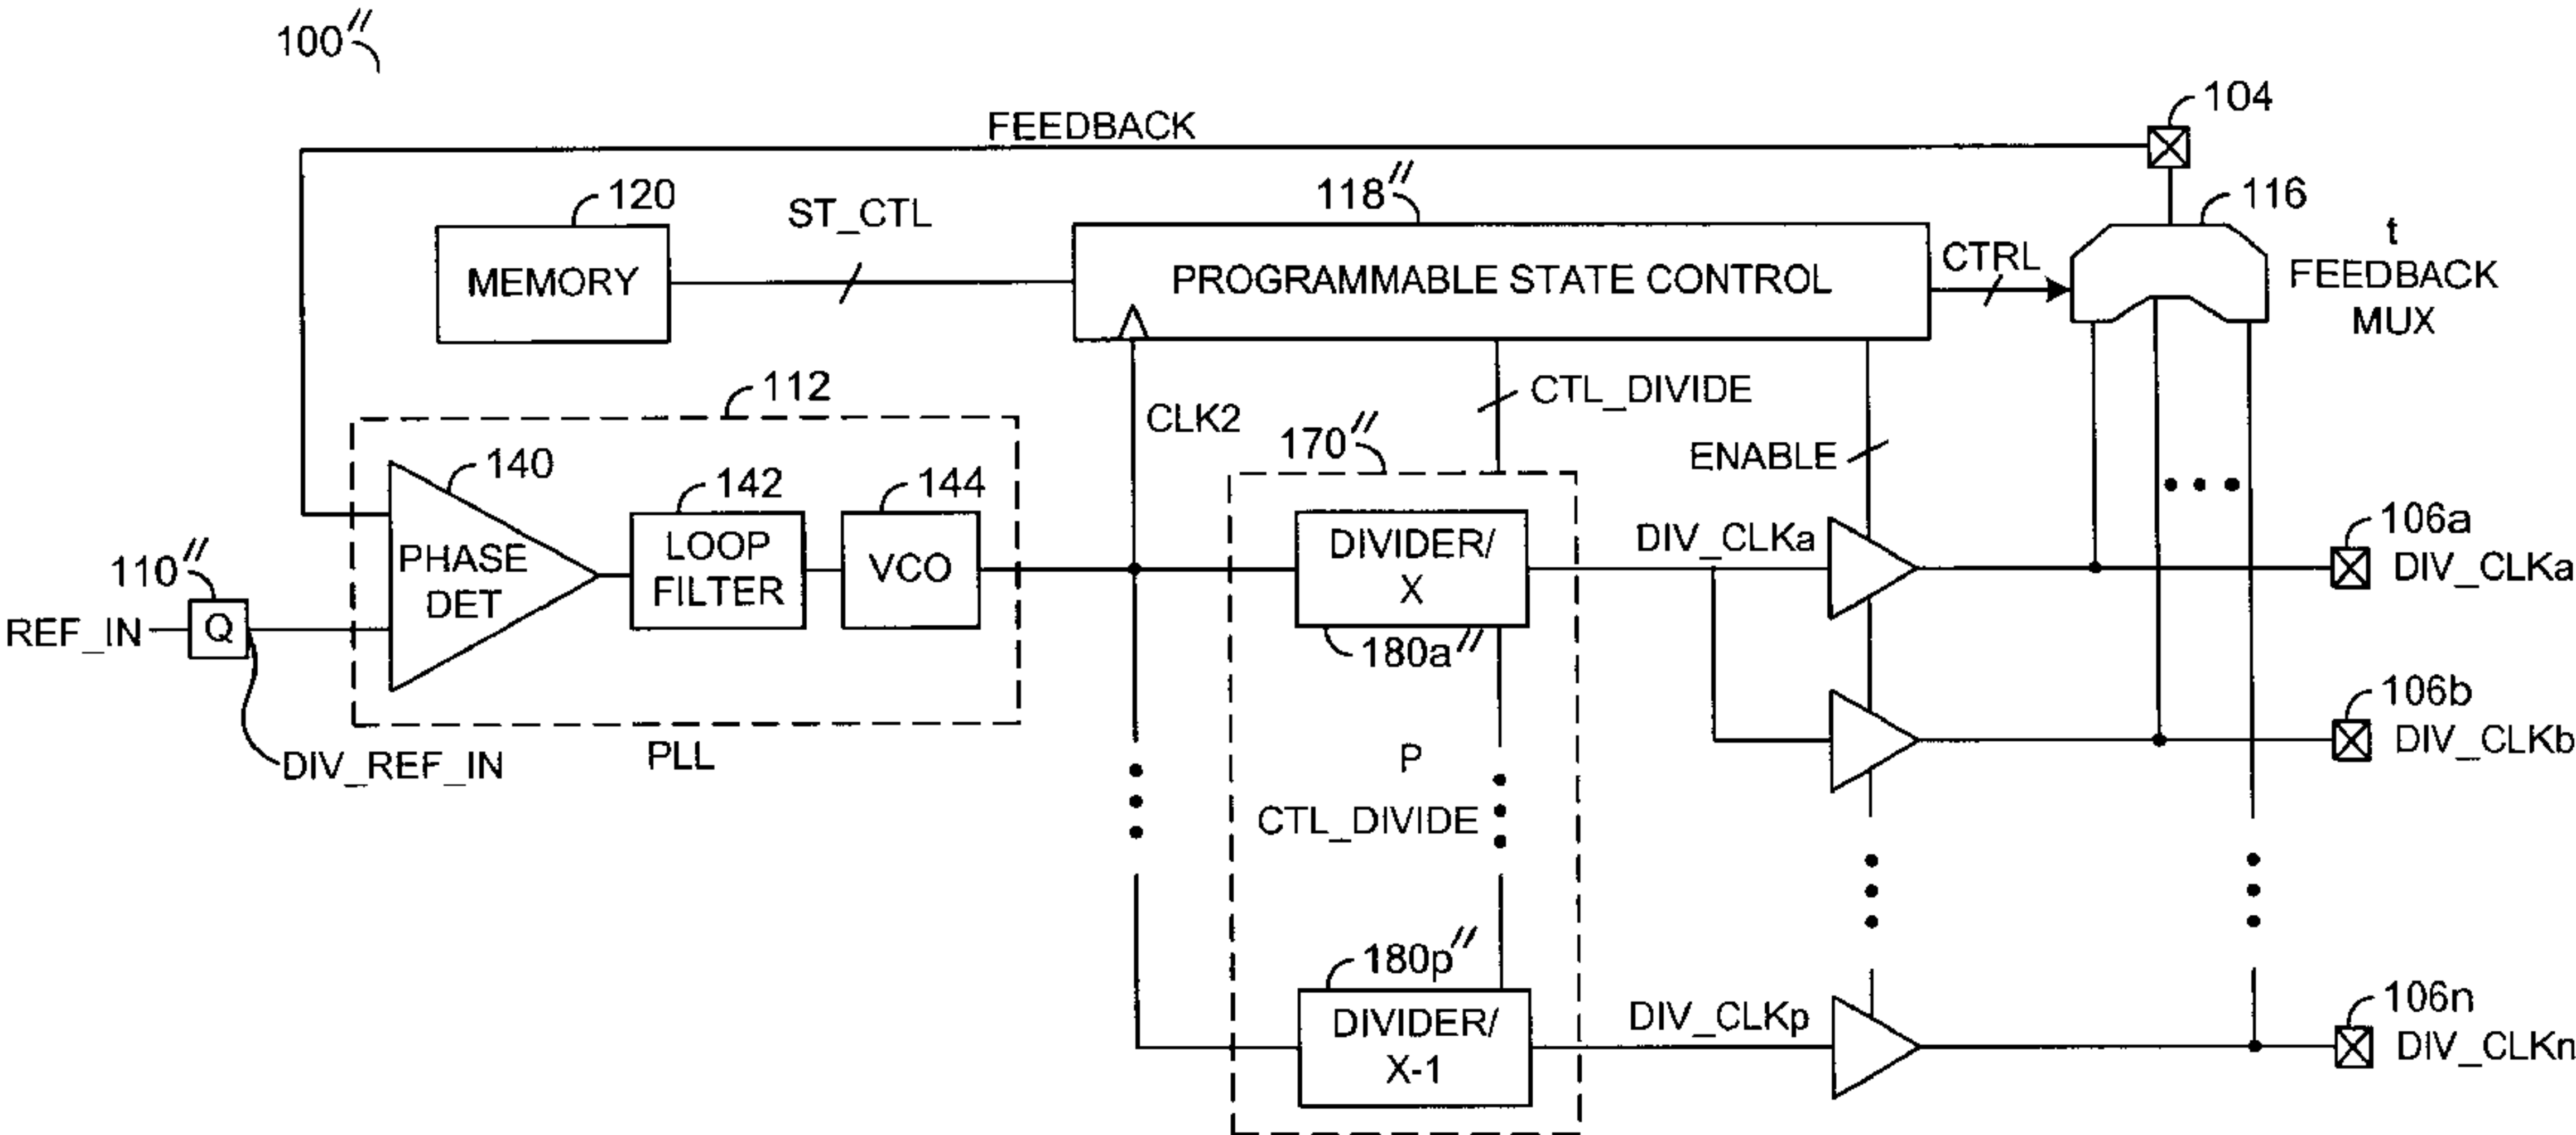 100″
104
FEEDBACK
120
ST_CTL
118″
116
MEMORY
PROGRAMMABLE STATE CONTROL
CTRL
t
FEEDBACK
MUX
112
CLK2
CTL_DIVIDE
170″
ENABLE
140
142
144
110″
PHASE
DET
LOOP
FILTER
VCO
DIVIDER/
X
DIV_CLKa
106a
DIV_CLKa
REF_IN
Q
180a″
DIV_REF_IN
PLL
106b
DIV_CLKb
P
CTL_DIVIDE
180p″
DIVIDER/
X-1
DIV_CLKp
106n
DIV_CLKn